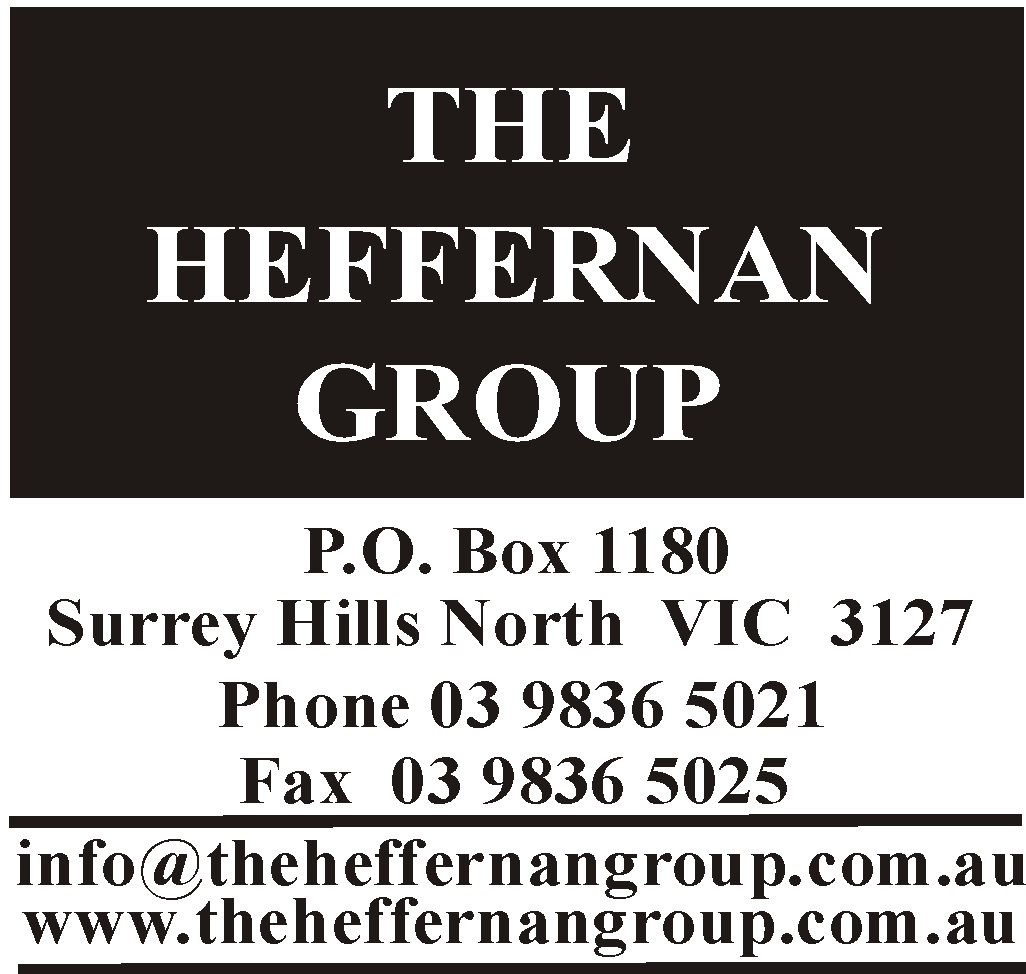 THE
HEFFERNAN
GROUP
P.O. Box 1180
Surrey Hills North VIC 3127
Phone 03 9836 5021
Fax 03 9836 5025
info@theheffernangroup.com.au
www.theheffernangroup.com.au